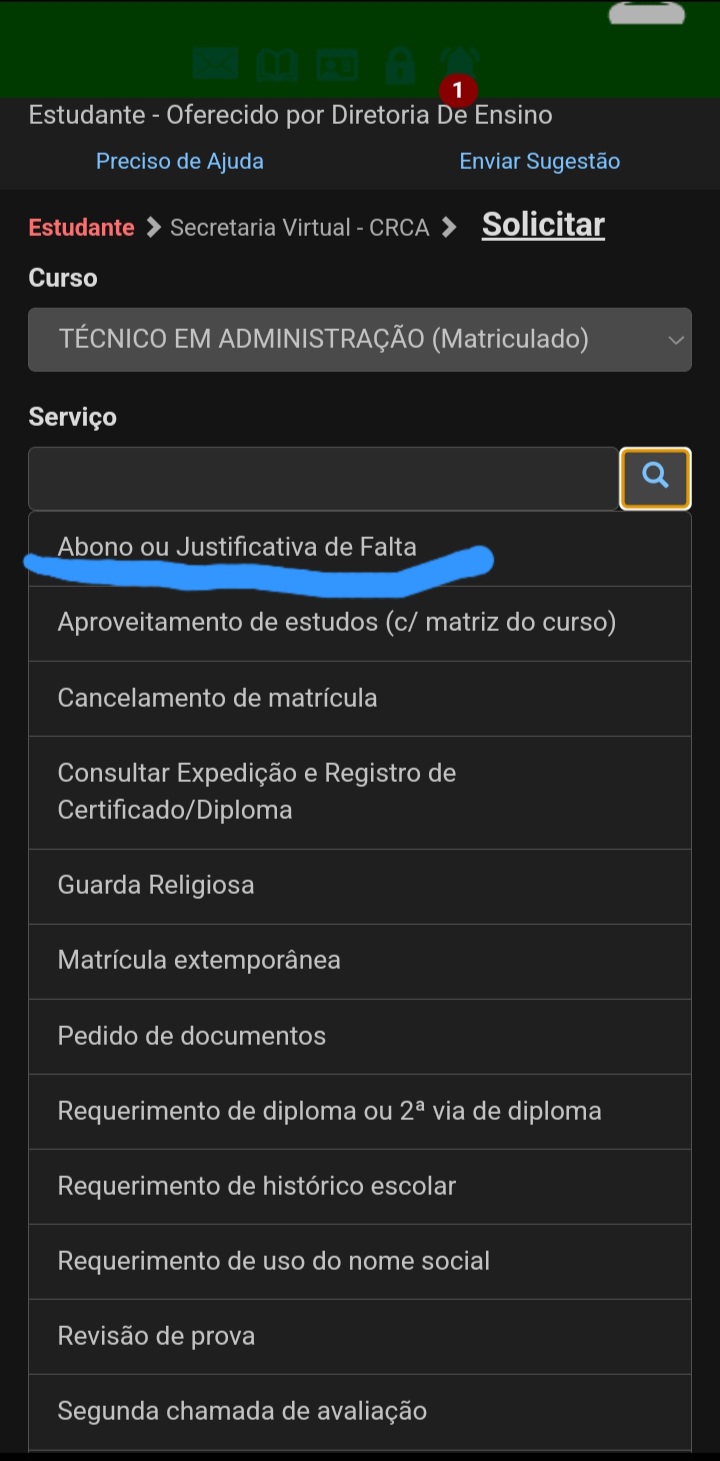 1
Estudante - Oferecido por Diretoria De Ensino
Preciso de Ajuda
Enviar Sugestão
Estudante Secretaria Virtual - CRCA Solicitar
Curso
TÉCNICO EM ADMINISTRAÇÃO (Matriculado)
Serviço
Abono ou Justificativa de Falta
Aproveitamento de estudos (c/ matriz do curso)
Cancelamento de matrícula
Consultar Expedição e Registro de
Certificado/Diploma
Guarda Religiosa
Matrícula extemporânea
Pedido de documentos
Requerimento de diploma ou 2ª via de diploma
Requerimento de histórico escolar
Requerimento de uso do nome social
Revisão de prova
Segunda chamada de avaliação